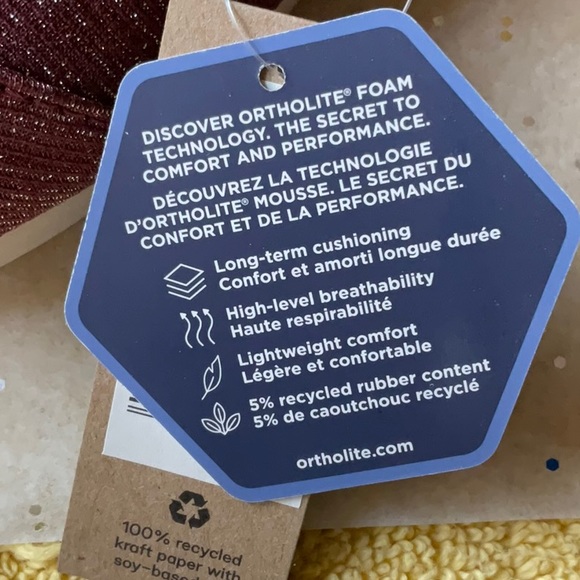 DISCOVER ORTHOLITE® FOAM
TECHNOLOGY. THE SECRET TO
COMFORT AND PERFORMANCE.
DÉCOUVREZ LA TECHNOLOGIE
D'ORTHOLITE® MOUSSE. LE SECRET DU
CONFORT ET DE LA PERFORMANCE.
Long-term cushioning
Confort et amorti longue durée
High-level breathability
Haute respirabilité
Lightweight comfort
Légère et confortable
5% recycled rubber content
5% de caoutchouc recyclé
ortholite.com
100% recycled
kraft paper with
soy-based